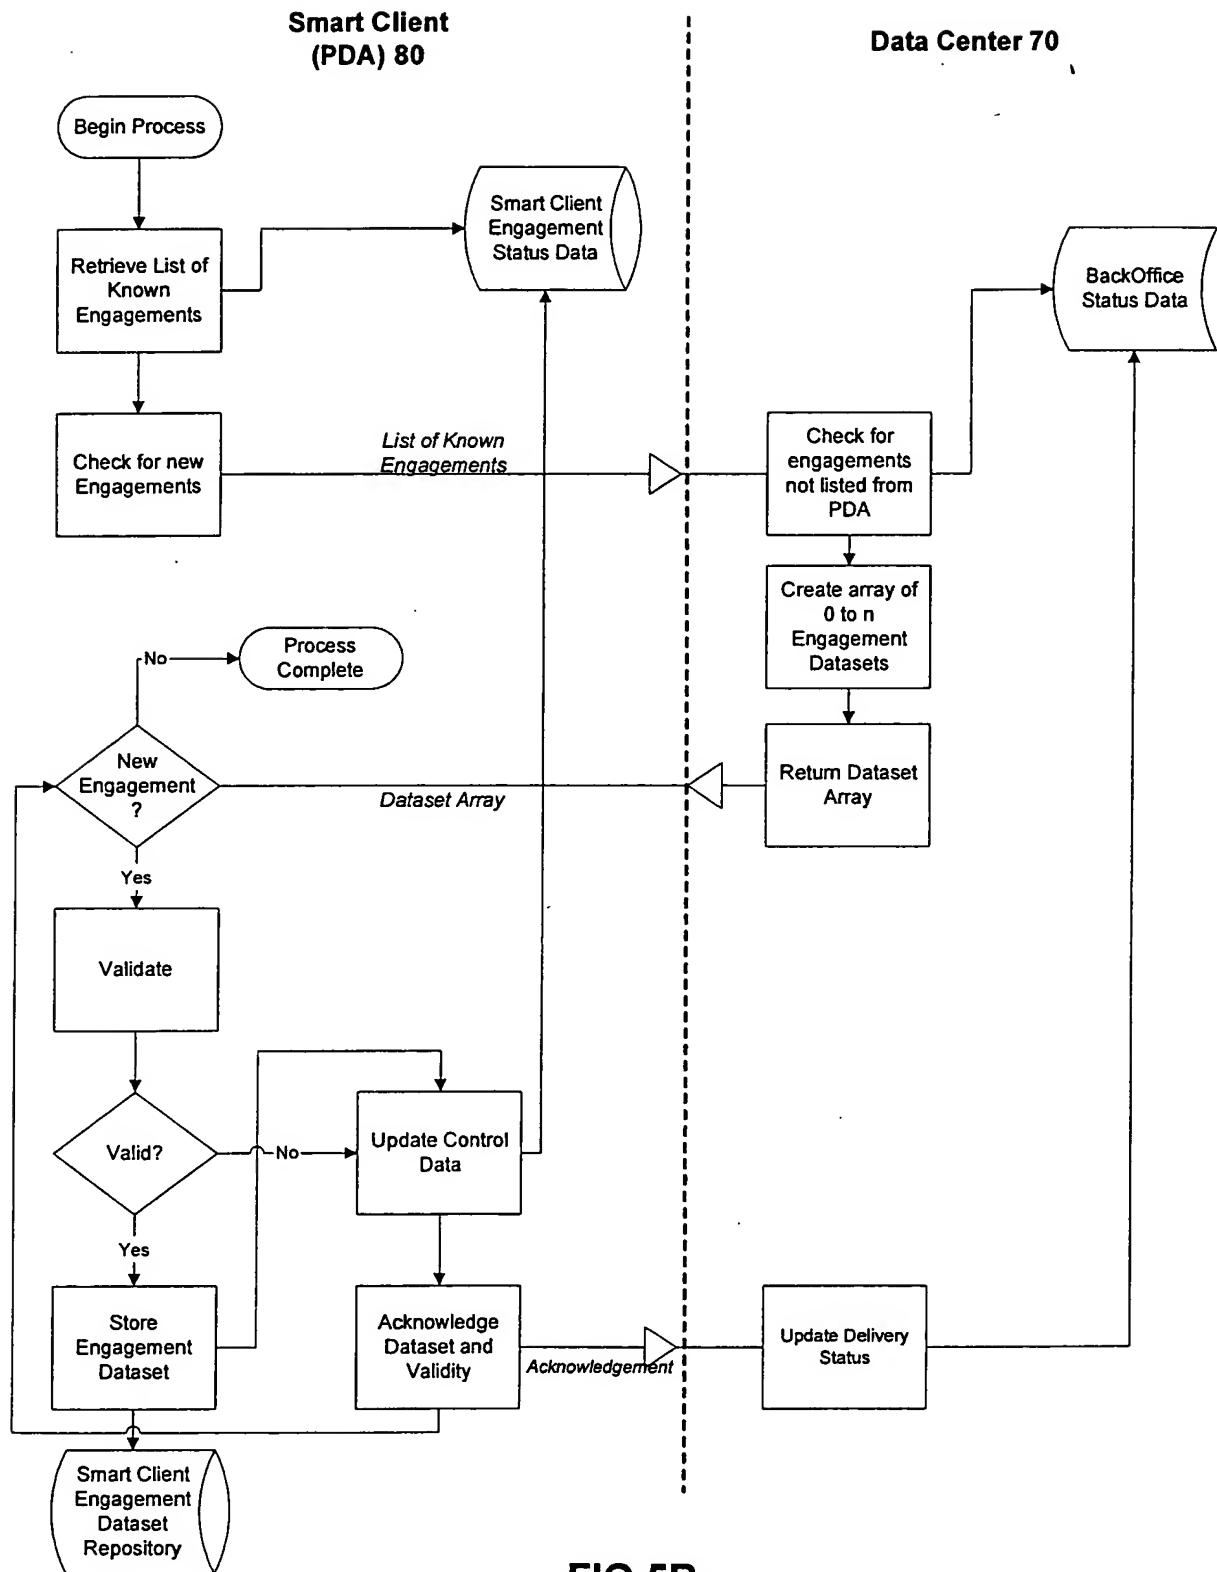 Smart Client
(PDA) 80
Data Center 70
Begin Process
Smart Client
Engagement
Status Data
Retrieve List of
Known
Engagements
BackOffice
Status Data
Check for new
Engagements
List of Known
Engagements
Check for
engagements
not listed from
PDA
Create array of
0 to n
Engagement
Datasets
No
Process
Complete
New
Engagement
?
Dataset Array
Return Dataset
Array
Yes
Validate
Valid?
No
Update Control
Data
Yes
Store
Engagement
Dataset
Acknowledge
Dataset and
Validity
Acknowledgement
Update Delivery
Status
Smart Client
Engagement
Dataset
Repository
FIG 5B